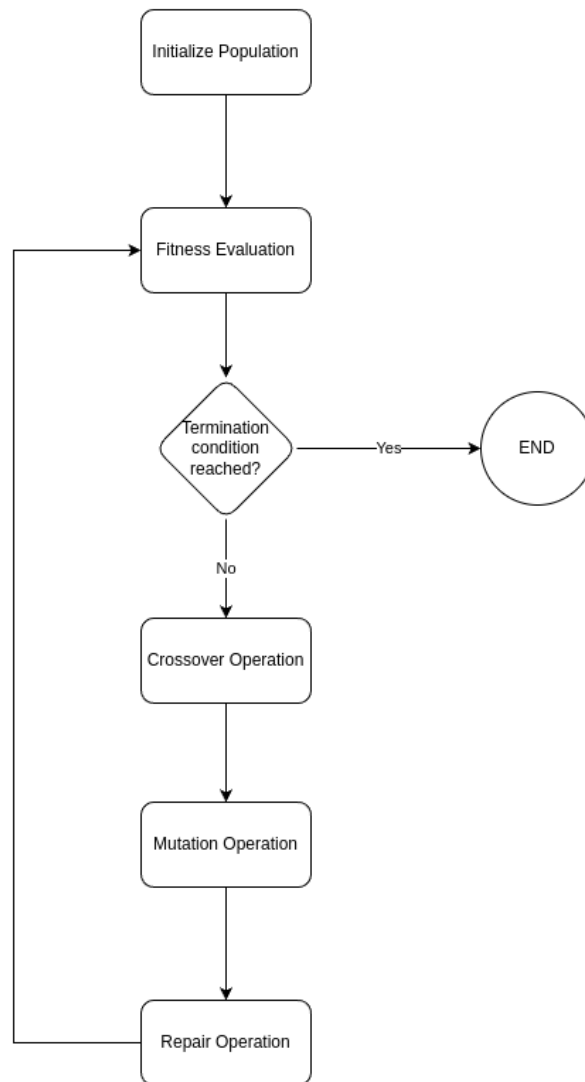 Initialize Population
Fitness Evaluation
Termination
condition
reached?
Yes
END
No
Crossover Operation
Mutation Operation
Repair Operation